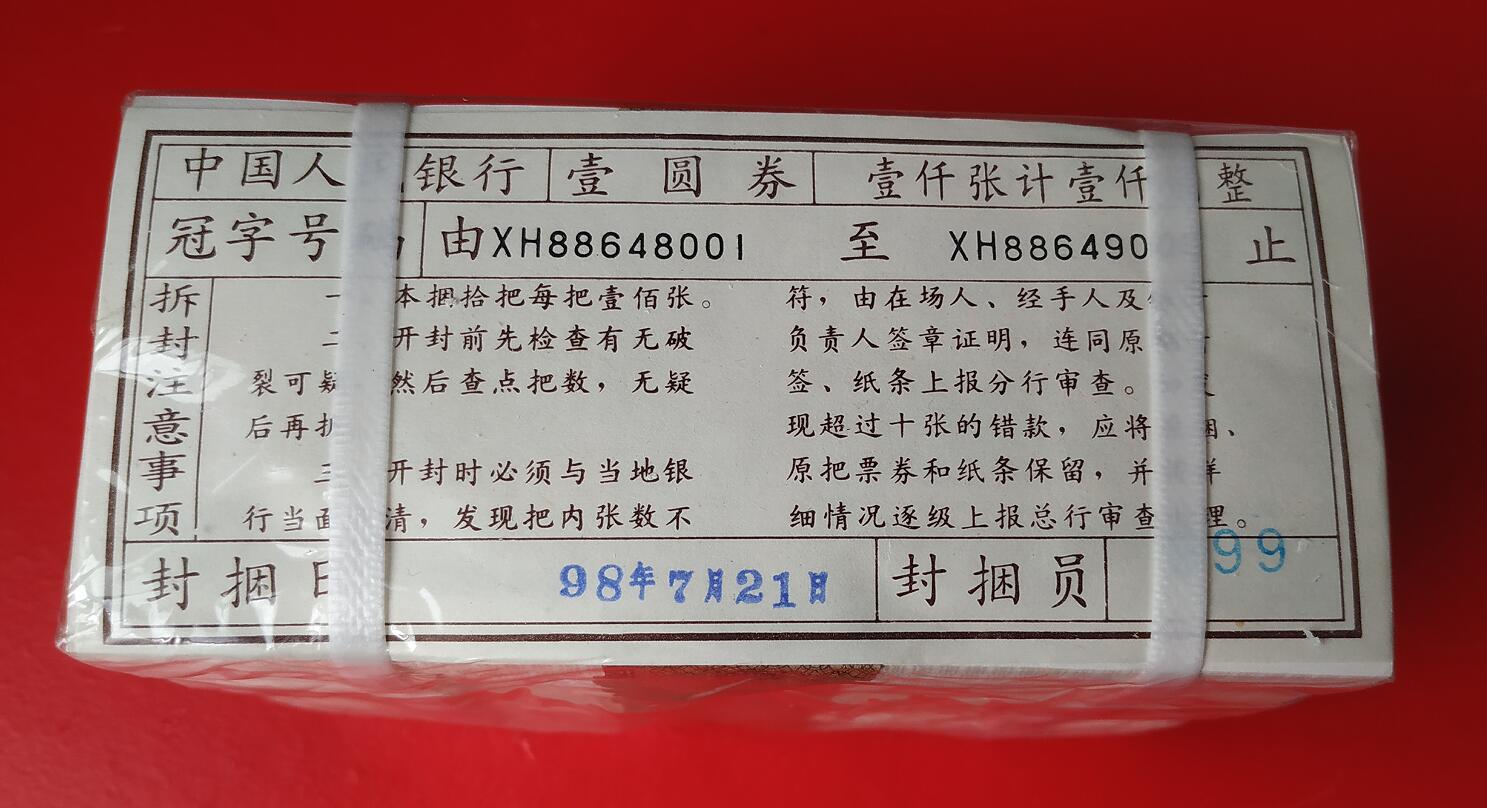 中国人 银行 壹圆券 壹仟张计壹仟 整
冠字号 由XH88648001 至 XH886490 止
拆封注意事项
一 本捆拾把每把壹佰张。
二 开封前先检查有无破
裂可疑 然后查点把数，无疑
后再拆
三 开封时必须与当地银
行当面 清，发现把内张数不
符，由在场人、经手人及
负责人签章证明，连同原
签、纸条上报分行审查。
现超过十张的错款，应将 捆、
原把票券和纸条保留，并 详
细情况逐级上报总行审查 理。
封捆日 98年7月21日 封捆员 99